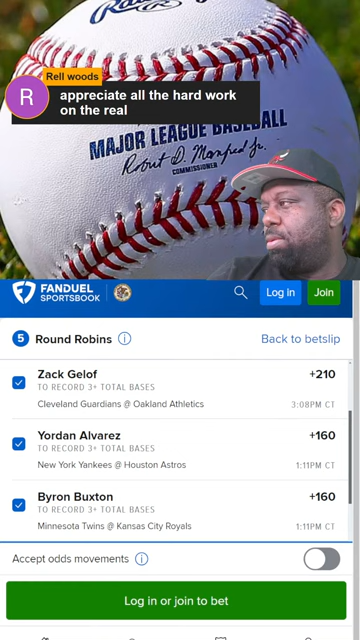 Rawlings
Rell woods
R
appreciate all the hard work
on the real
MAJOR LEAGUE BASEBALL
Robert D. Manfred Jr.
COMMISSIONER
FANDUEL
SPORTSBOOK
Log in
Join
5 Round Robins
Back to betslip
Zack Gelof +210
TO RECORD 3+ TOTAL BASES
Cleveland Guardians @ Oakland Athletics 3:08PM CT
Yordan Alvarez +160
TO RECORD 3+ TOTAL BASES
New York Yankees @ Houston Astros 1:11PM CT
Byron Buxton +160
TO RECORD 3+ TOTAL BASES
Minnesota Twins @ Kansas City Royals 1:11PM CT
Accept odds movements
Log in or join to bet